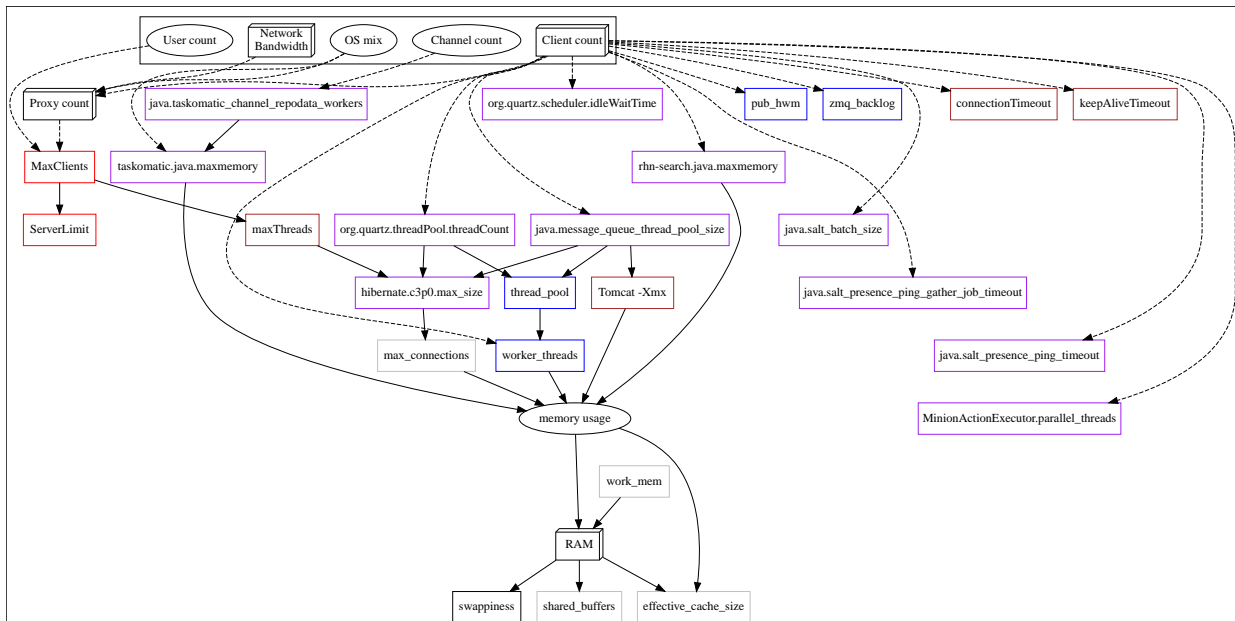 User count
Network
Bandwidth
OS mix
Channel count
Client count
Proxy count
java.taskomatic_channel_repodata_workers
org.quartz.scheduler.idleWaitTime
pub_hwm
zmq_backlog
connectionTimeout
keepAliveTimeout
MaxClients
taskomatic.java.maxmemory
rhn-search.java.maxmemory
ServerLimit
maxThreads
org.quartz.threadPool.threadCount
java.message_queue_thread_pool_size
java.salt_batch_size
hibernate.c3p0.max_size
thread_pool
Tomcat -Xmx
java.salt_presence_ping_gather_job_timeout
max_connections
worker_threads
java.salt_presence_ping_timeout
memory usage
MinionActionExecutor.parallel_threads
work_mem
RAM
swappiness
shared_buffers
effective_cache_size